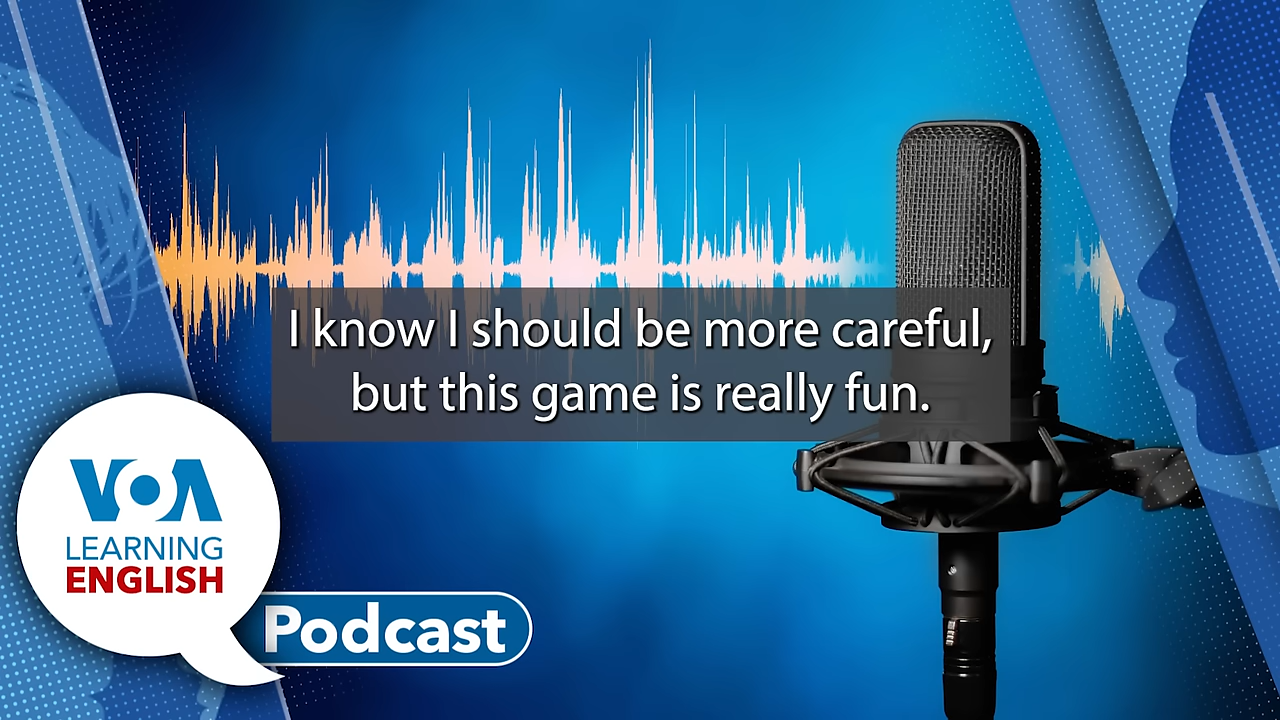 I know I should be more careful,
but this game is really fun.
VOA
LEARNING
ENGLISH
Podcast